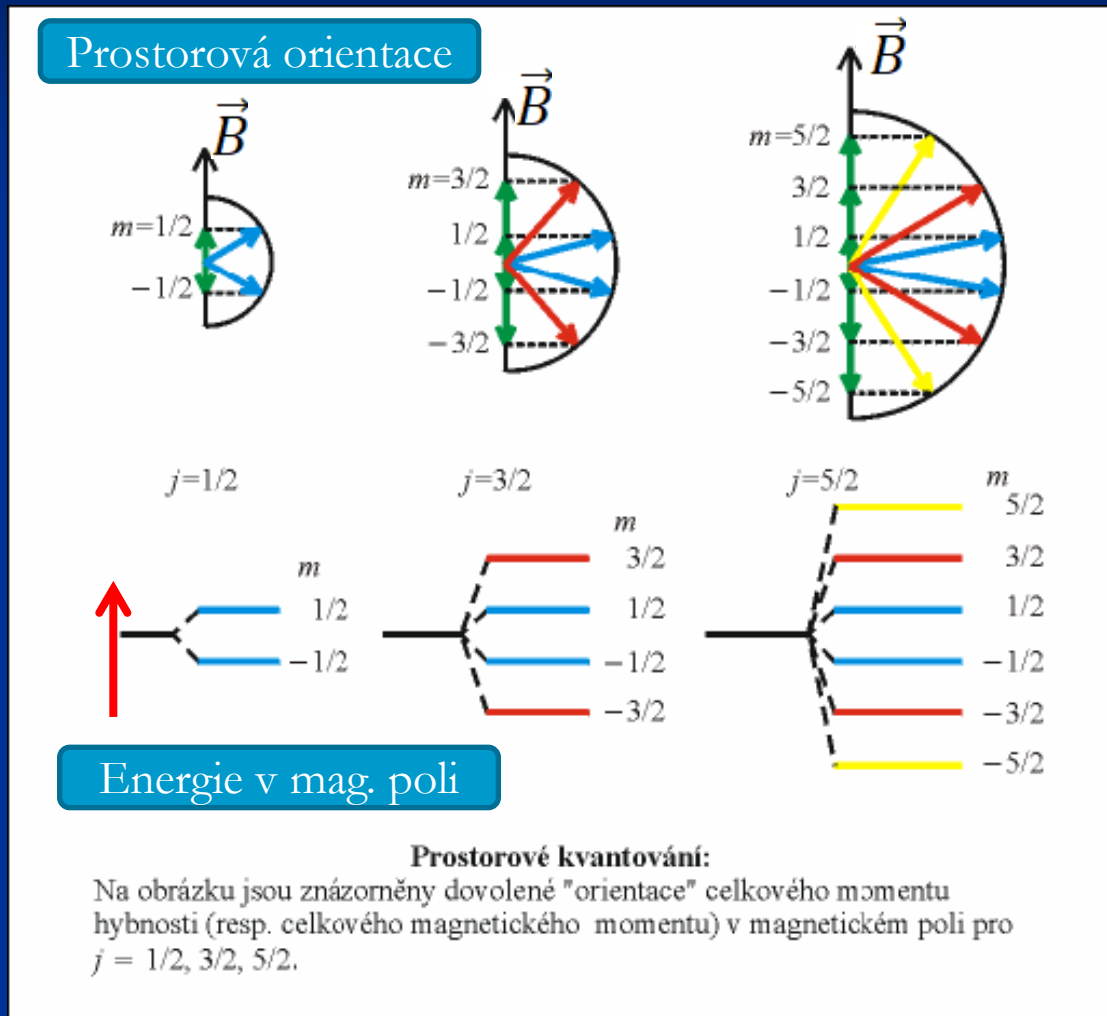 Prostorová orientace
B
B
B
m=1/2
−1/2
m=3/2
1/2
−1/2
−3/2
m=5/2
3/2
1/2
−1/2
−3/2
−5/2
j=1/2
j=3/2
j=5/2
m
1/2
−1/2
m
3/2
1/2
−1/2
−3/2
m
5/2
3/2
1/2
−1/2
−3/2
−5/2
Energie v mag. poli
Prostorové kvantování:
Na obrázku jsou znázorněny dovolené "orientace" celkového momentu
hybnosti (resp. celkového magnetického momentu) v magnetickém poli pro
j = 1/2, 3/2, 5/2.